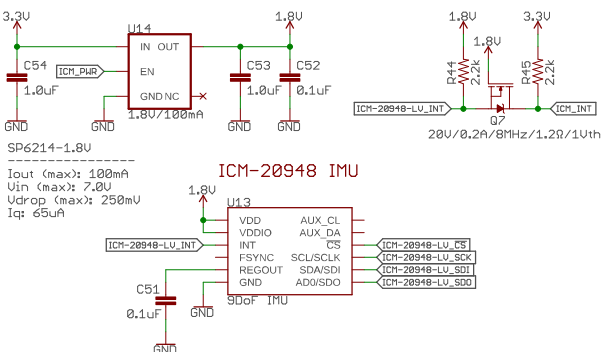 3.3V
U14
1.8V
IN OUT
C54
1.0uF
ICM_PWR
EN
GND NC
C53
1.0uF
C52
0.1uF
GND
GND
1.8V/100mA
GND
GND
SP6214-1.8V
----------------
Iout (max): 100mA
Vin (max): 7.0V
Vdrop (max): 250mV
Iq: 65uA
1.8V
3.3V
1.8V
R44
2.2k
R45
2.2k
ICM-20948-LV_INT
ICM_INT
Q7
20V/0.2A/8MHz/1.2Ω/1Vth
ICM-20948 IMU
1.8V
U13
VDD
AUX_CL
VDDIO
AUX_DA
ICM-20948-LV_INT
INT
CS
ICM-20948-LV_CS
FSYNC
SCL/SCLK
ICM-20948-LV_SCK
REGOUT
SDA/SDI
ICM-20948-LV_SDI
GND
AD0/SDO
ICM-20948-LV_SDO
C51
0.1uF
GND
9DoF IMU
GND